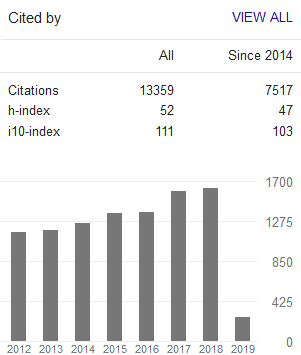 Cited by VIEW ALL
All Since 2014
Citations 13359 7517
h-index 52 47
i10-index 111 103
1700
1275
850
425
0
2012 2013 2014 2015 2016 2017 2018 2019